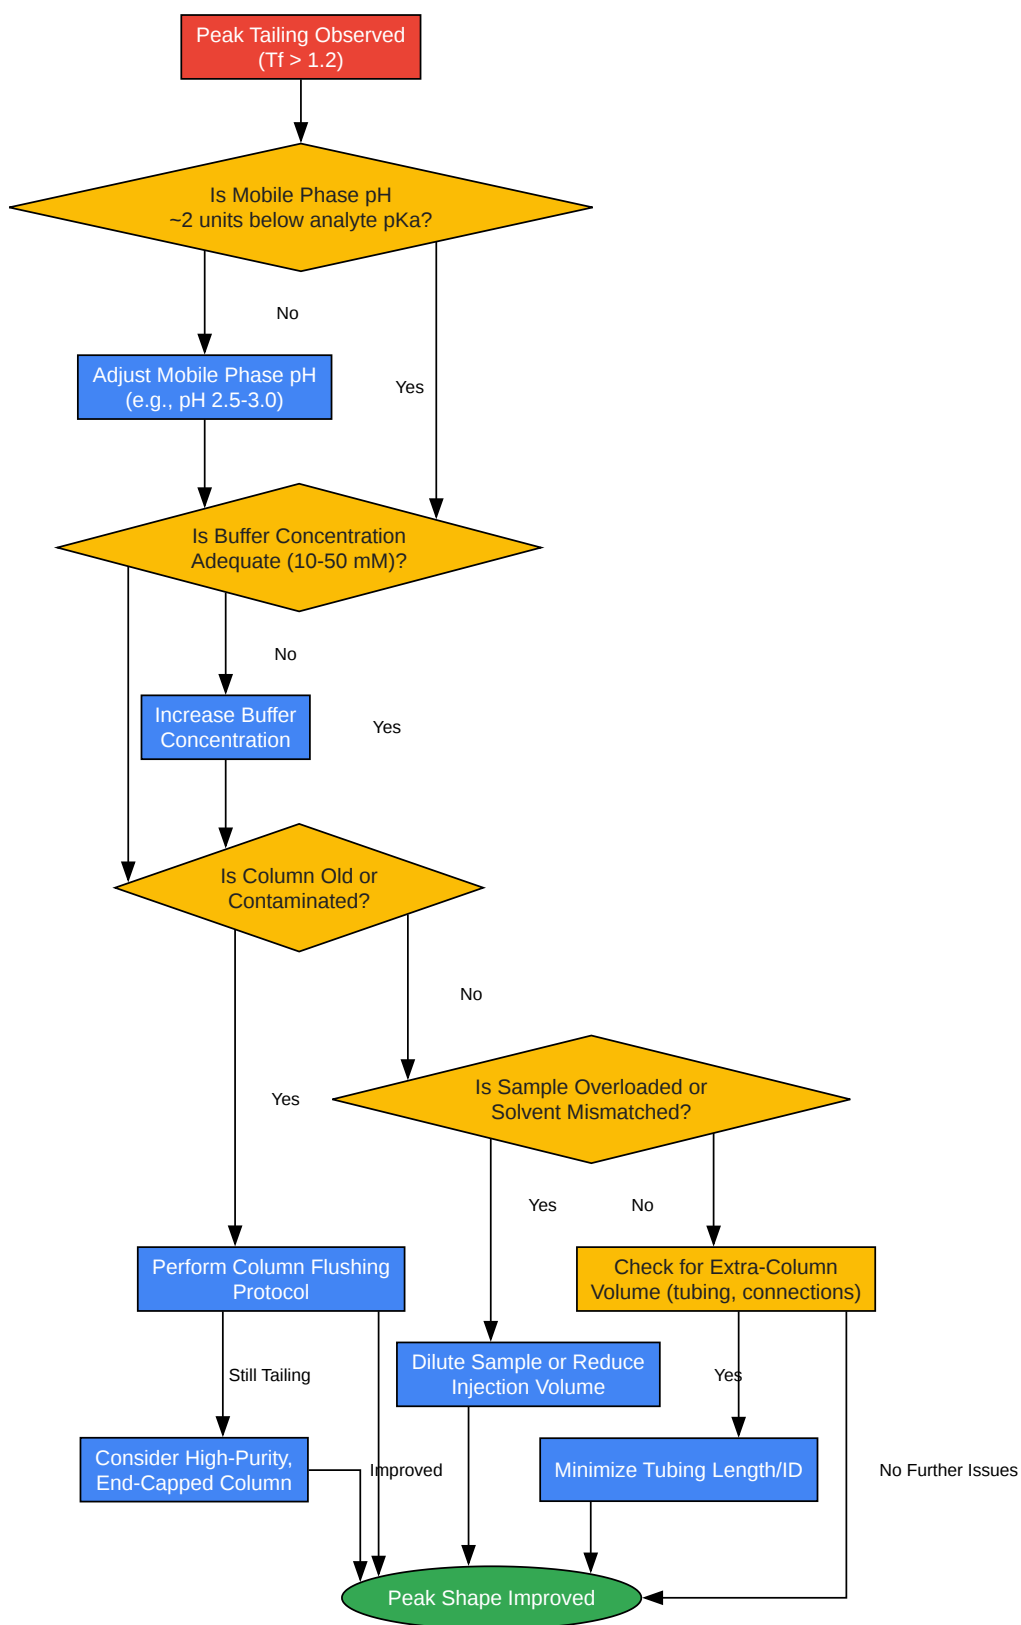 Peak Tailing Observed
(Tf > 1.2)
Is Mobile Phase pH
~2 units below analyte pKa?
No
Adjust Mobile Phase pH
(e.g., pH 2.5-3.0)
Yes
Is Buffer Concentration
Adequate (10-50 mM)?
No
Increase Buffer
Concentration
Yes
Is Column Old or
Contaminated?
No
Is Sample Overloaded or
Solvent Mismatched?
Yes
Yes
No
Perform Column Flushing
Protocol
Check for Extra-Column
Volume (tubing, connections)
Still Tailing
Dilute Sample or Reduce
Injection Volume
Yes
Consider High-Purity,
End-Capped Column
Improved
Minimize Tubing Length/ID
No Further Issues
Peak Shape Improved